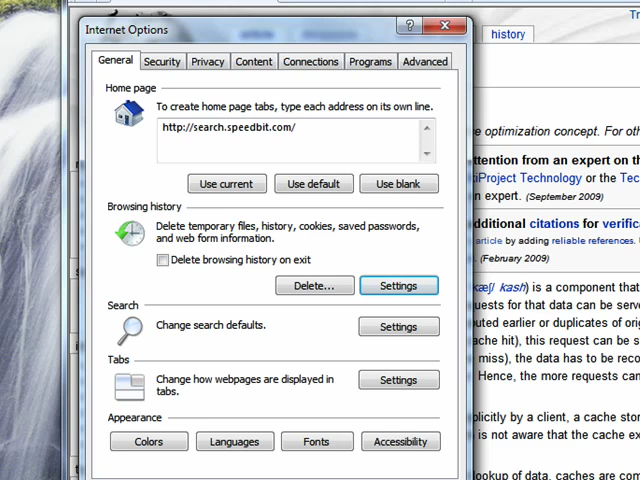 Tr
Internet Options
article
history
General Security Privacy Content Connections Programs Advanced
Home page
To create home page tabs, type each address on its own line.
http://search.speedbit.com/
Use current Use default Use blank
Browsing history
Delete temporary files, history, cookies, saved passwords,
and web form information.
Delete browsing history on exit
Delete... Settings
Search
Change search defaults. Settings
Tabs
Change how webpages are displayed in
tabs.
Settings
Appearance
Colors Languages Fonts Accessibility
e optimization concept. For oth
ttention from an expert on th
iProject Technology or the Tec
n expert. (September 2009)
dditional citations for verifica
article by adding reliable references.
(February 2009)
kæʃ/ kash) is a component that
uests for that data can be serv
uted earlier or duplicates of orig
ache hit), this request can be s
miss), the data has to be reco
Hence, the more requests can
plicitly by a client, a cache stor
is not aware that the cache ex
ookup of data, caches are com